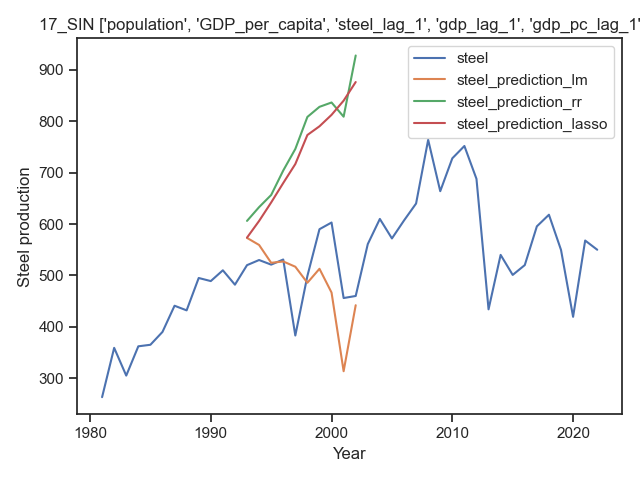 17_SIN ['population', 'GDP_per_capita', 'steel_lag_1', 'gdp_lag_1', 'gdp_pc_lag_1'
steel
steel_prediction_lm
steel_prediction_rr
steel_prediction_lasso
Steel production
900
800
700
600
500
400
300
1980
1990
2000
2010
2020
Year